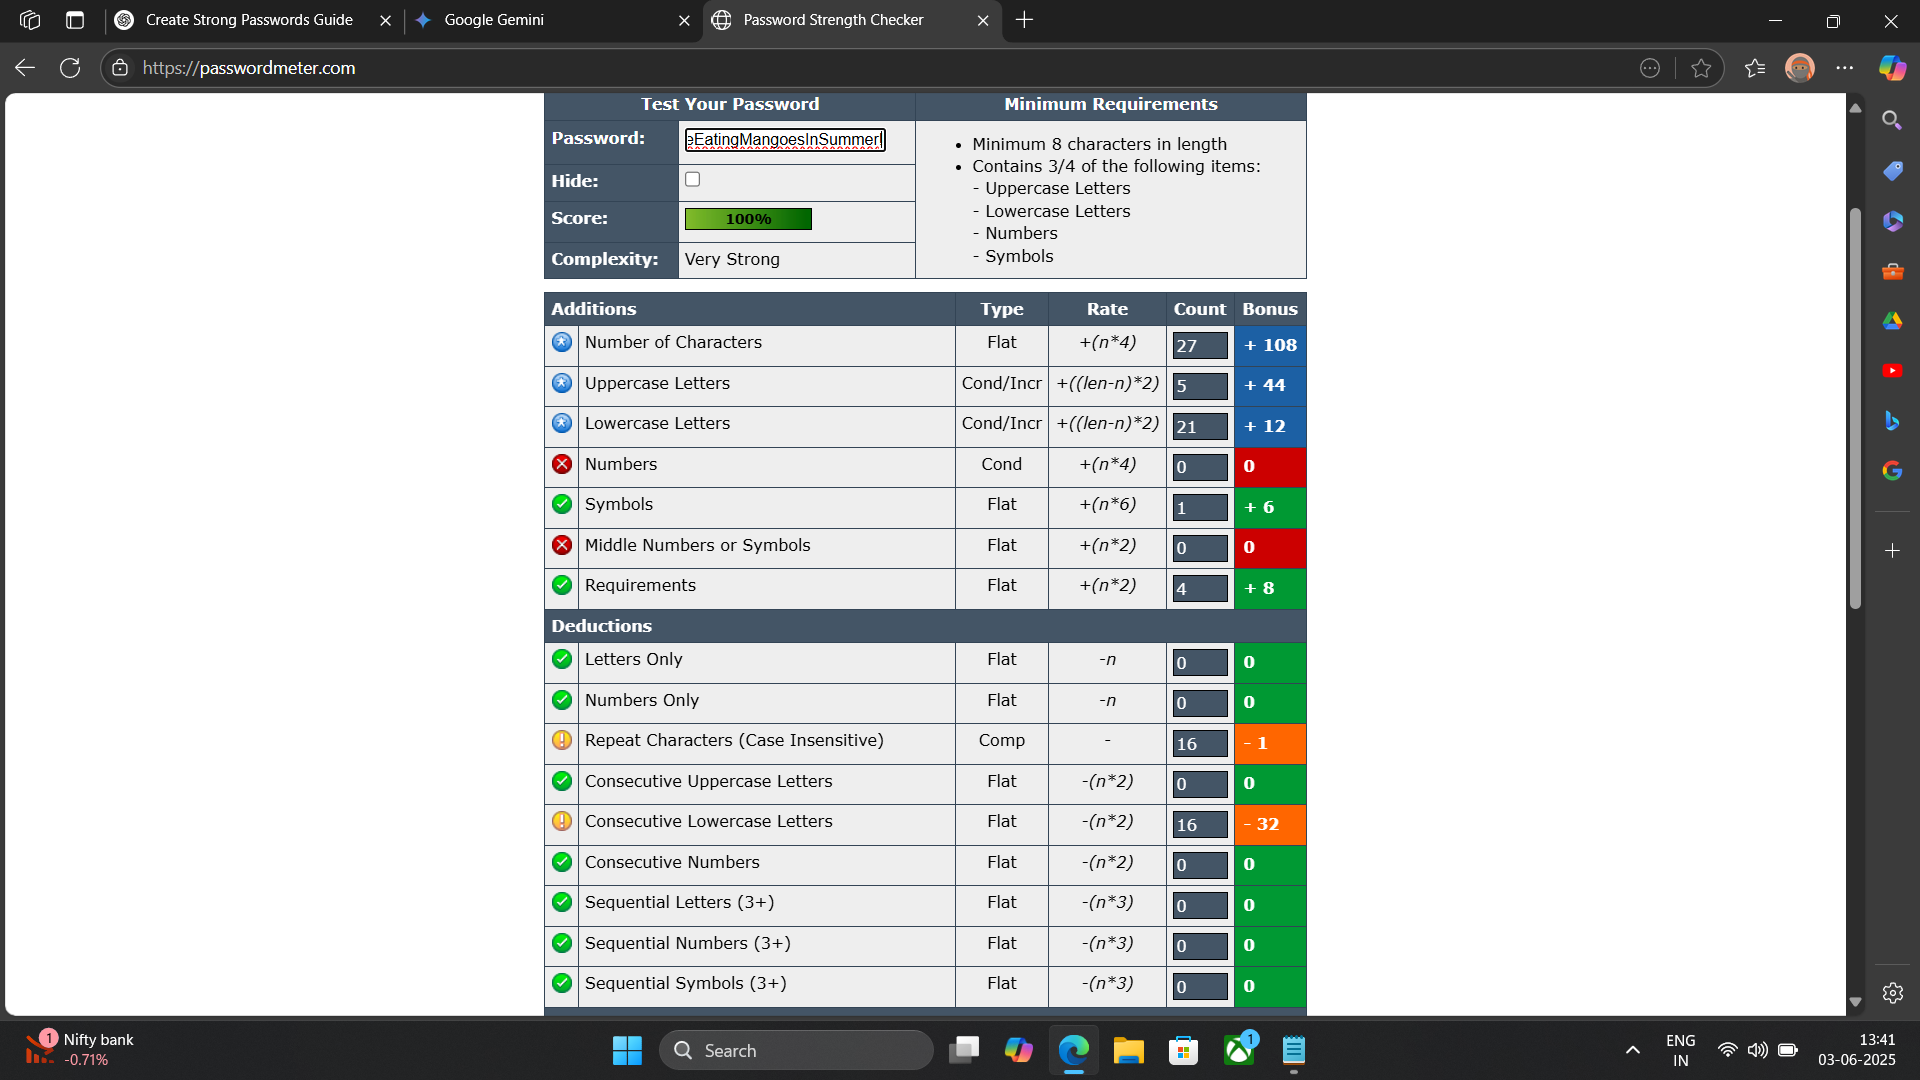 Create Strong Passwords Guide
Google Gemini
Password Strength Checker
https://passwordmeter.com
Test Your Password Minimum Requirements
Password: eEatingMangoesInSummer!
Hide:
Score: 100%
Complexity: Very Strong
• Minimum 8 characters in length
• Contains 3/4 of the following items:
- Uppercase Letters
- Lowercase Letters
- Numbers
- Symbols
Additions Type Rate Count Bonus
Number of Characters Flat +(n*4) 27 + 108
Uppercase Letters Cond/Incr +((len-n)*2) 5 + 44
Lowercase Letters Cond/Incr +((len-n)*2) 21 + 12
Numbers Cond +(n*4) 0 0
Symbols Flat +(n*6) 1 + 6
Middle Numbers or Symbols Flat +(n*2) 0 0
Requirements Flat +(n*2) 4 + 8
Deductions
Letters Only Flat -n 0 0
Numbers Only Flat -n 0 0
Repeat Characters (Case Insensitive) Comp - 16 - 1
Consecutive Uppercase Letters Flat -(n*2) 0 0
Consecutive Lowercase Letters Flat -(n*2) 16 - 32
Consecutive Numbers Flat -(n*2) 0 0
Sequential Letters (3+) Flat -(n*3) 0 0
Sequential Numbers (3+) Flat -(n*3) 0 0
Sequential Symbols (3+) Flat -(n*3) 0 0
1
Nifty bank
-0.71%
Search
1
ENG
IN
13:41
03-06-2025